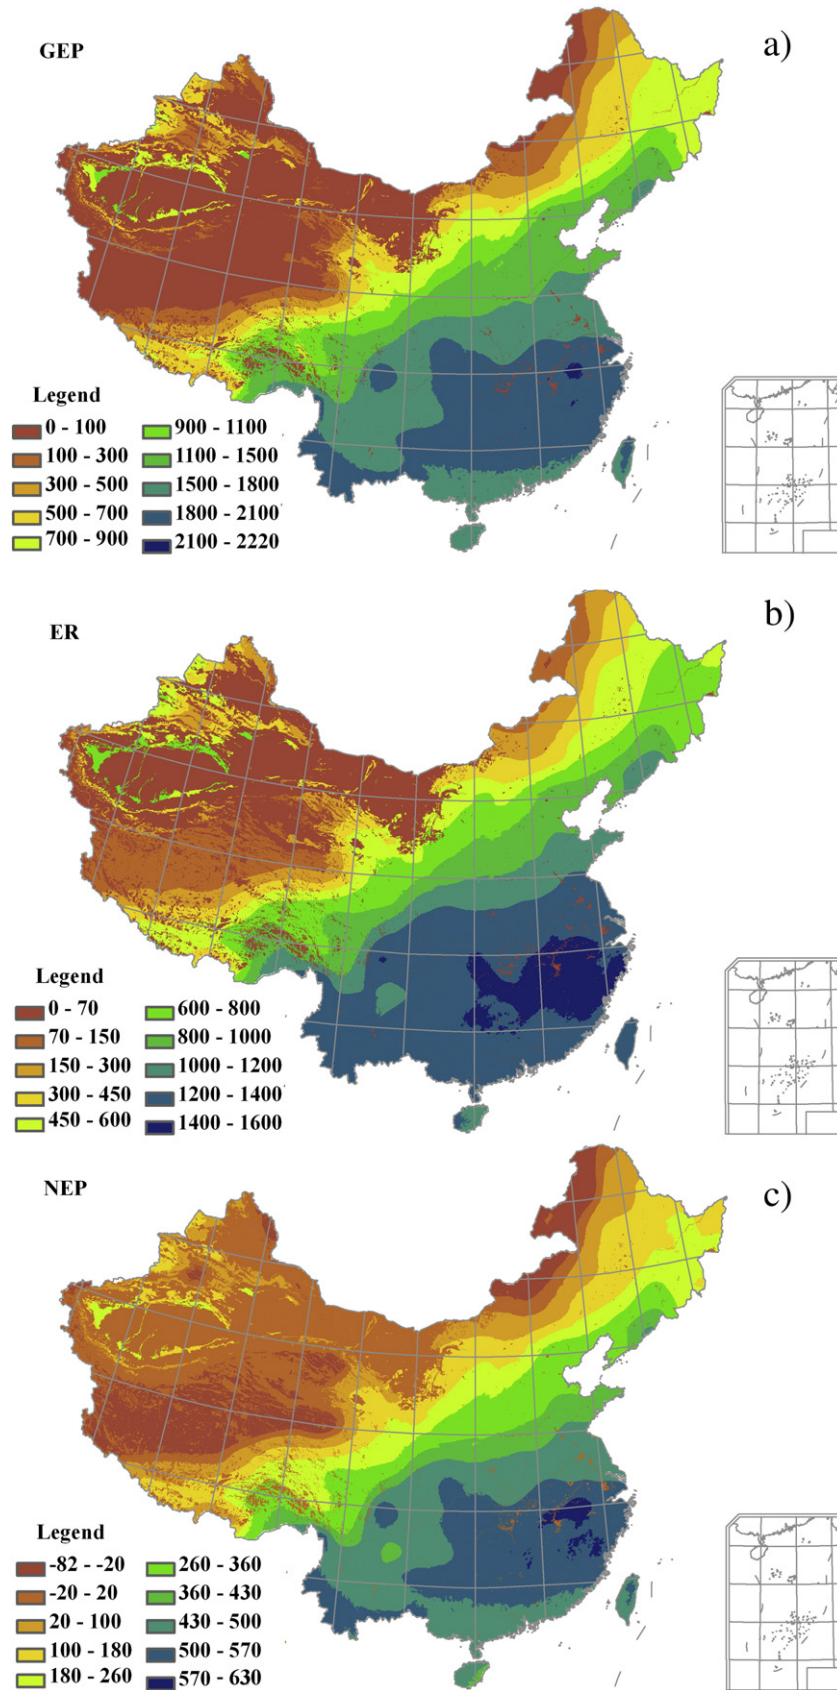 GEP
a)
Legend
0 - 100
100 - 300
300 - 500
500 - 700
700 - 900
900 - 1100
1100 - 1500
1500 - 1800
1800 - 2100
2100 - 2220
ER
b)
Legend
0 - 70
70 - 150
150 - 300
300 - 450
450 - 600
600 - 800
800 - 1000
1000 - 1200
1200 - 1400
1400 - 1600
NEP
c)
Legend
-82 - -20
-20 - 20
20 - 100
100 - 180
180 - 260
260 - 360
360 - 430
430 - 500
500 - 570
570 - 630